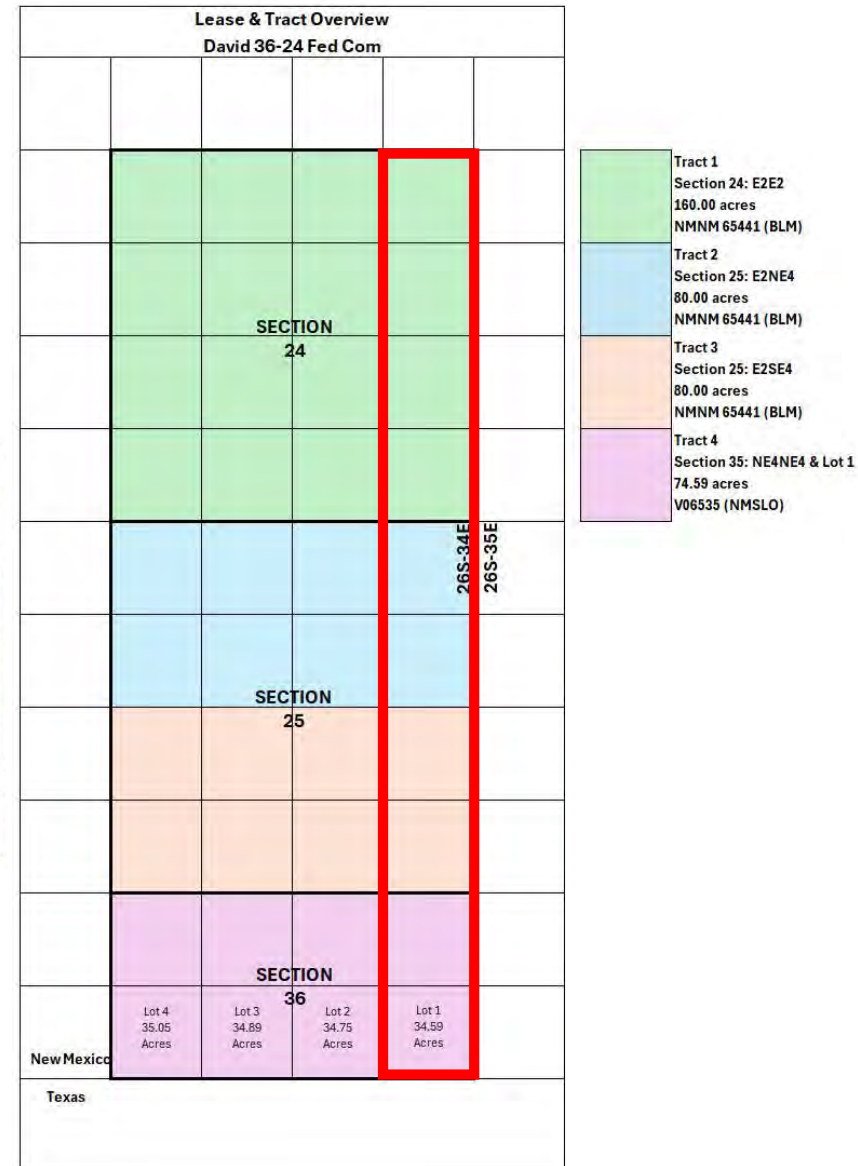 Lease & Tract Overview
David 36-24 Fed Com
Tract 1
Section 24: E2E2
160.00 acres
NMNM 65441 (BLM)
Tract 2
Section 25: E2NE4
80.00 acres
NMNM 65441 (BLM)
Tract 3
Section 25: E2SE4
80.00 acres
NMNM 65441 (BLM)
Tract 4
Section 35: NE4NE4 & Lot 1
74.59 acres
V06535 (NMSLO)
SECTION
24
26S-34E
26S-35E
SECTION
25
SECTION
36
Lot 4
35.05
Acres
Lot 3
34.89
Acres
Lot 2
34.75
Acres
Lot 1
34.59
Acres
New Mexico
Texas